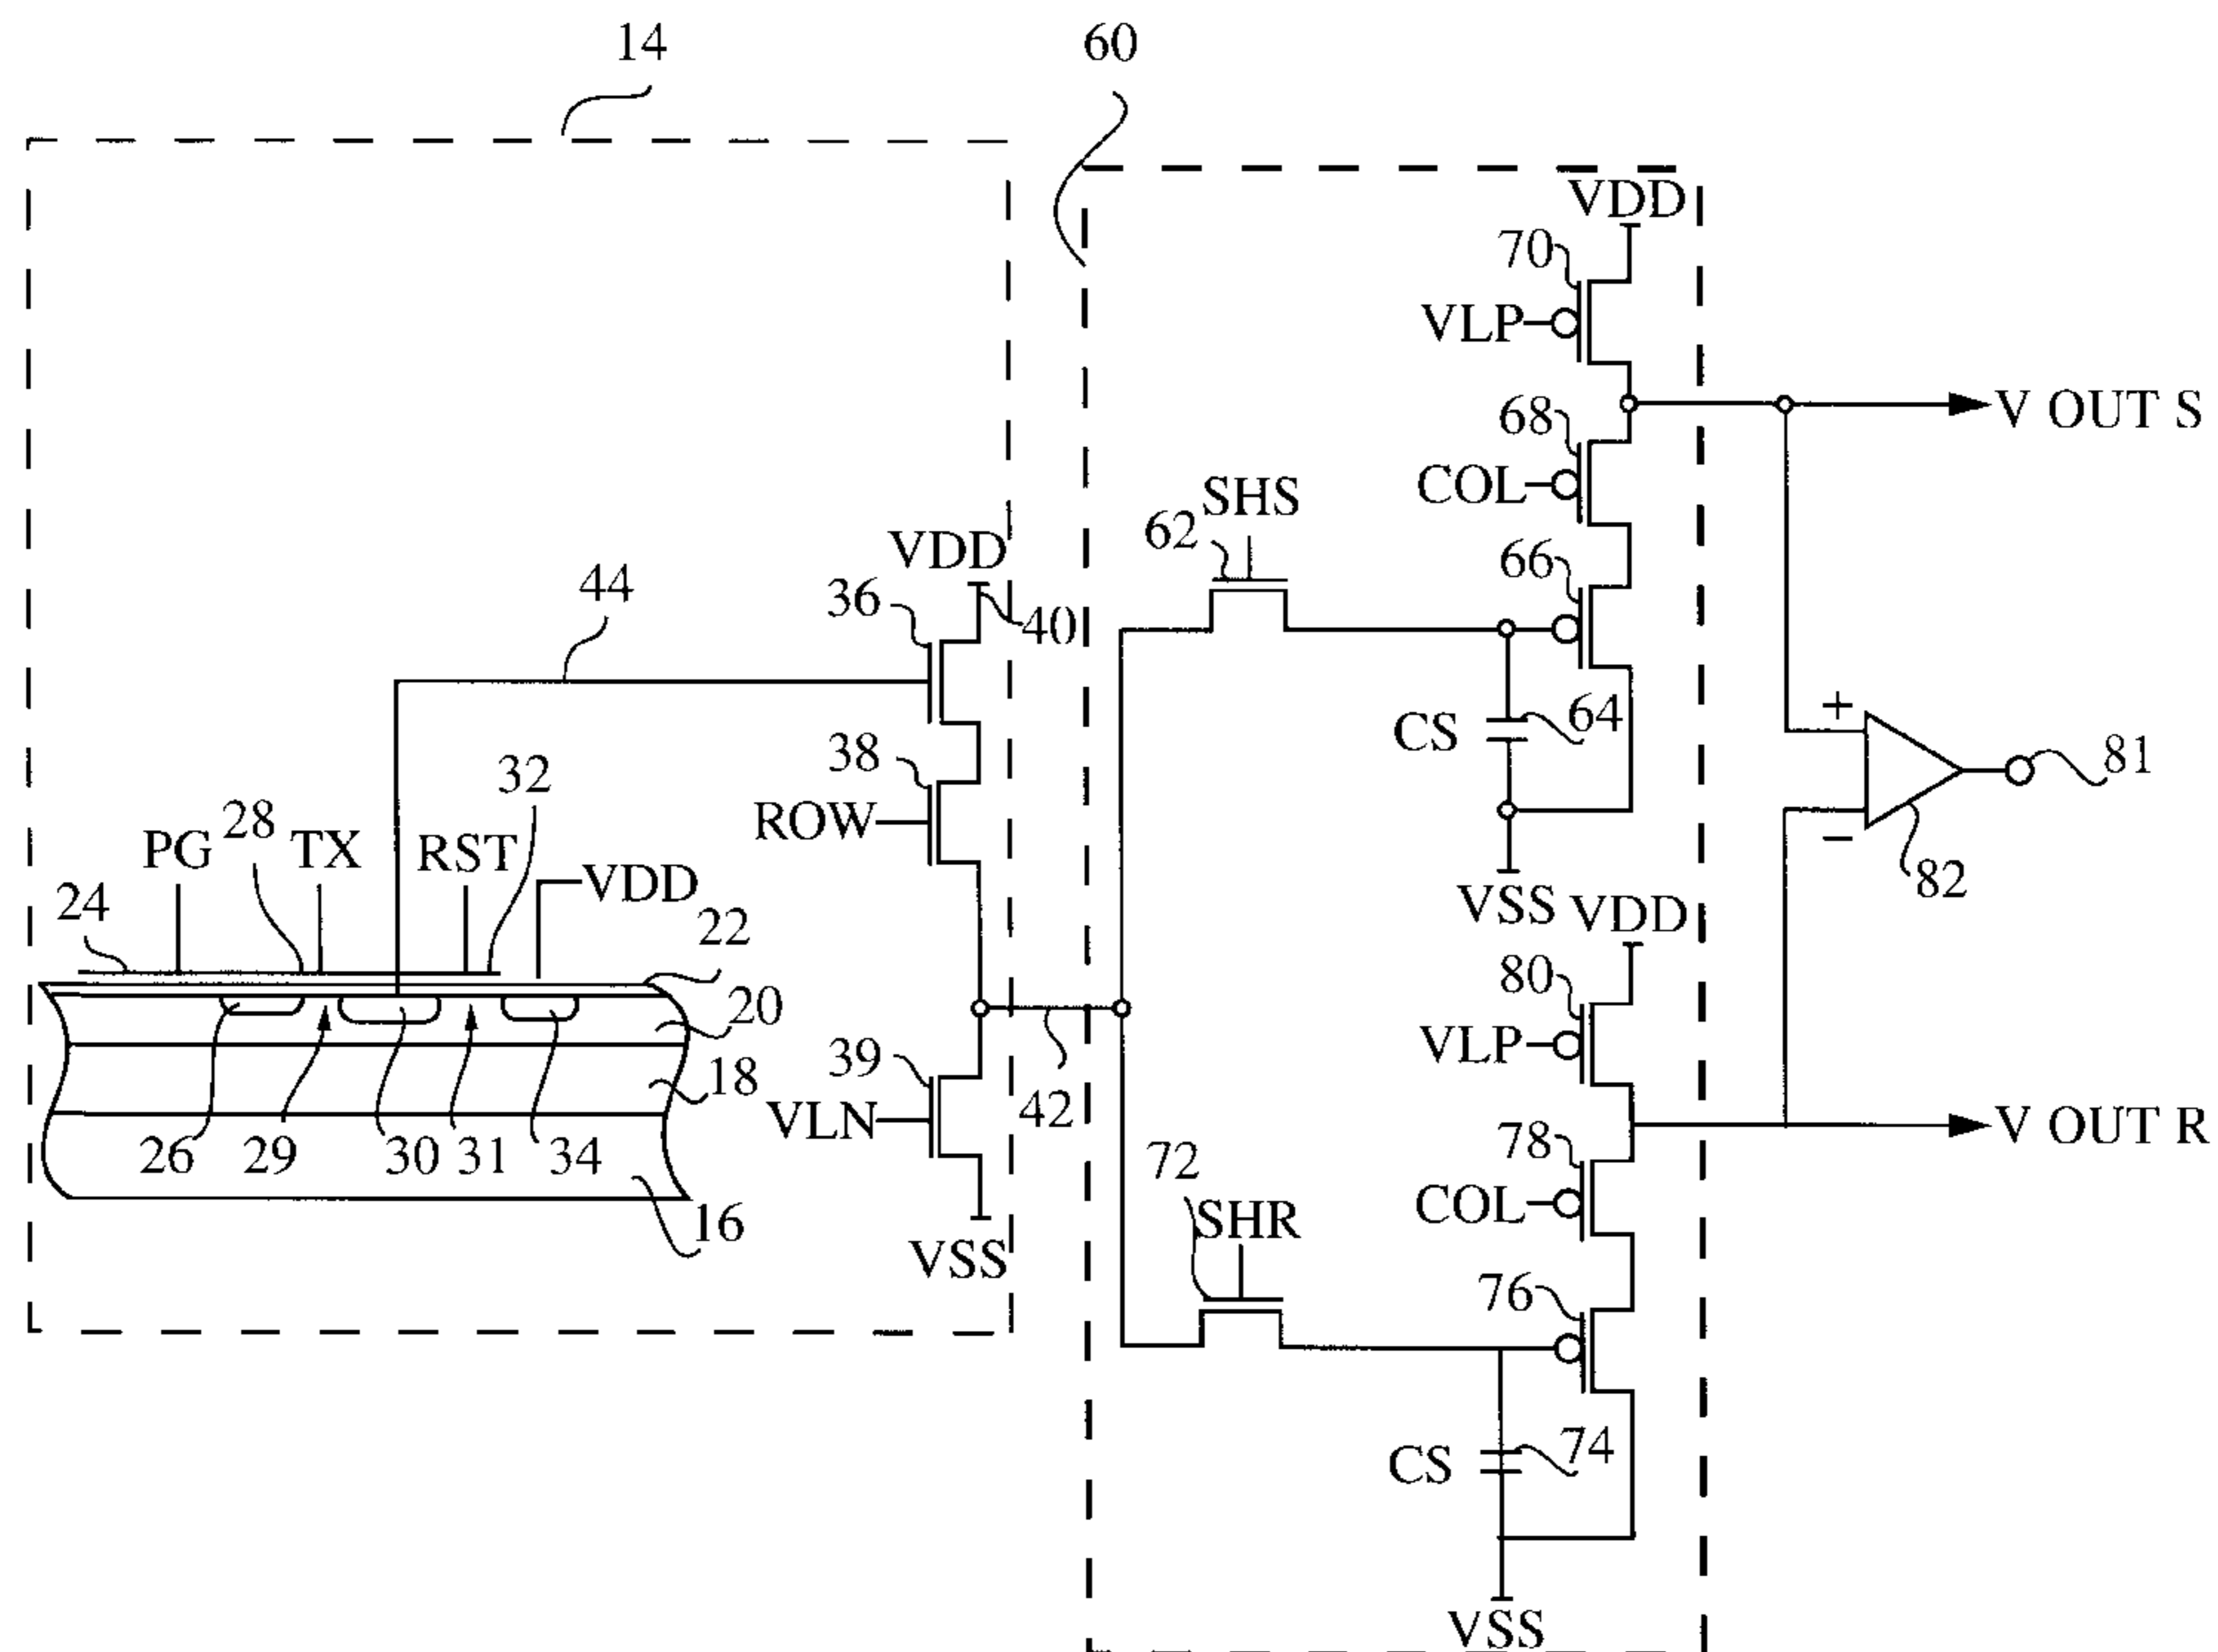 14
60
VDD
70
VLP
68
V OUT S
COL
SHS
62
66
VDD
44
36
40
64
CS
38
32
+
81
ROW
28
PG
TX
RST
VDD
82
−
24
22
VSS
VDD
80
20
VLP
39
18
VLN
42
V OUT R
78
26
29
30
31
34
72
COL
16
SHR
VSS
76
74
CS
VSS